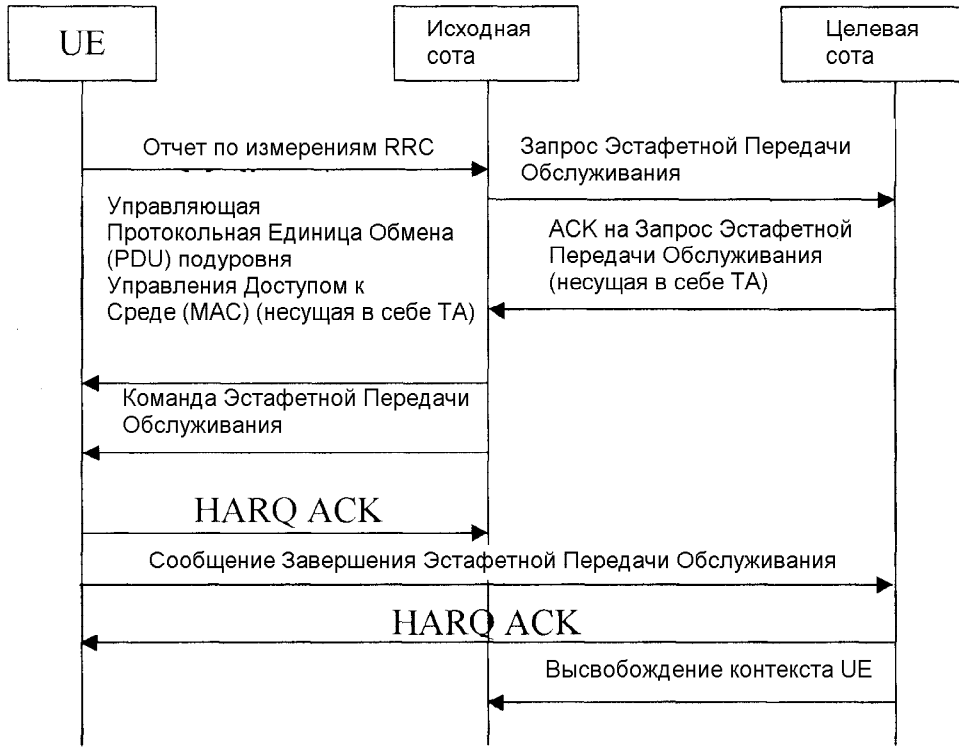 UE
Исходная
сота
Целевая
сота
Отчет по измерениям RRC
Запрос Эстафетной Передачи
Обслуживания
Управляющая
Протокольная Единица Обмена
(PDU) подуровня
Управления Доступом к
Среде (MAC) (несущая в себе TA)
ACK на Запрос Эстафетной
Передачи Обслуживания
(несущая в себе TA)
Команда Эстафетной Передачи
Обслуживания
HARQ ACK
Сообщение Завершения Эстафетной Передачи Обслуживания
HARQ ACK
Высвобождение контекста UE